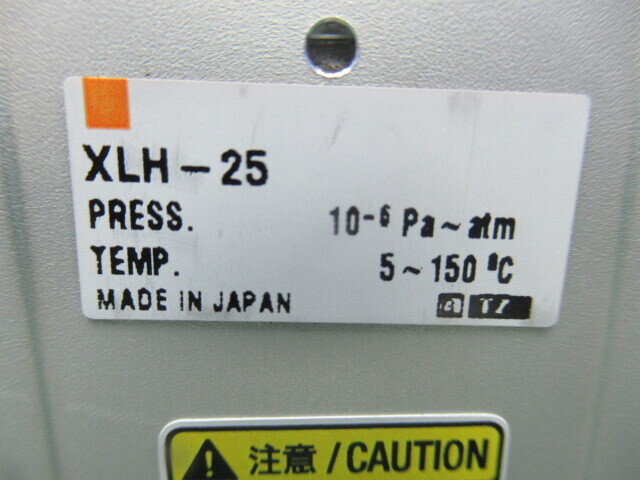 XLH-25
PRESS. 10-⁶ Pa~atm
TEMP. 5~150 °C
MADE IN JAPAN
注意/CAUTION